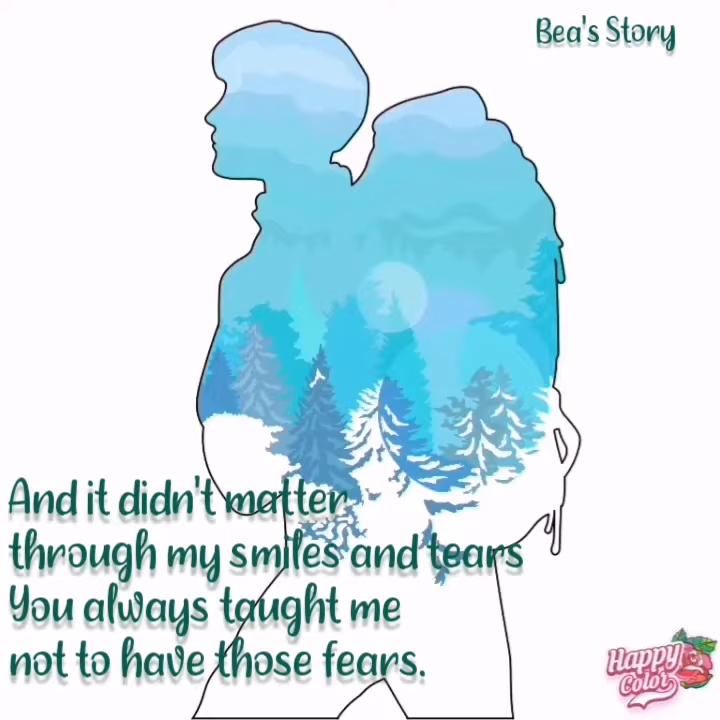 Bea's Story
And it didn't matter
through my smiles and tears
You always taught me
not to have those fears.
Happy
Color